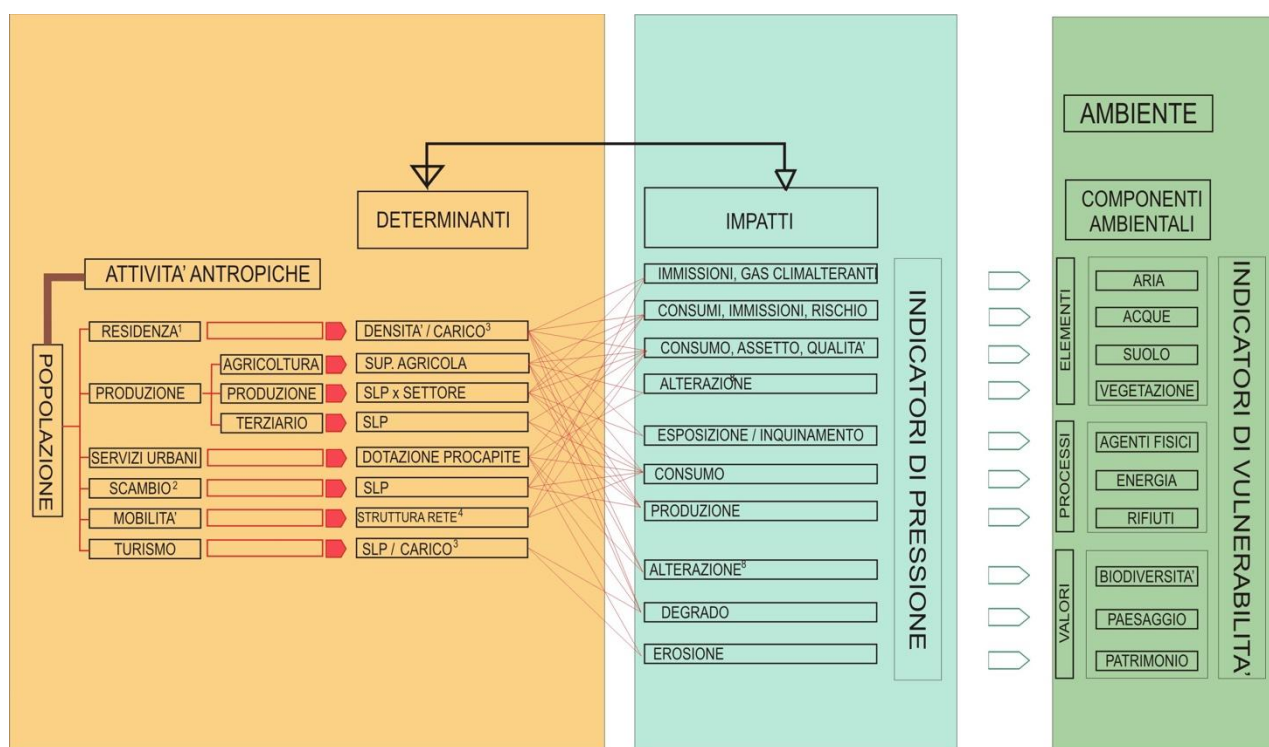 AMBIENTE
DETERMINANTI
IMPATTI
COMPONENTI
AMBIENTALI
ATTIVITA' ANTROPICHE
POPOLAZIONE
RESIDENZA¹
PRODUZIONE
AGRICOLTURA
PRODUZIONE
TERZIARIO
SERVIZI URBANI
SCAMBIO²
MOBILITA'
TURISMO
DENSITA' / CARICO³
SUP. AGRICOLA
SLP x SETTORE
SLP
DOTAZIONE PROCAPITE
SLP
STRUTTURA RETE⁴
SLP / CARICO³
IMMISSIONI, GAS CLIMALTERANTI
CONSUMI, IMMISSIONI, RISCHIO
CONSUMO, ASSETTO, QUALITA'
ALTERAZIONE⁸
ESPOSIZIONE / INQUINAMENTO
CONSUMO
PRODUZIONE
ALTERAZIONE⁸
DEGRADO
EROSIONE
INDICATORI DI PRESSIONE
ELEMENTI
ARIA
ACQUE
SUOLO
VEGETAZIONE
PROCESSI
AGENTI FISICI
ENERGIA
RIFIUTI
VALORI
BIODIVERSITA'
PAESAGGIO
PATRIMONIO
INDICATORI DI VULNERABILITA'